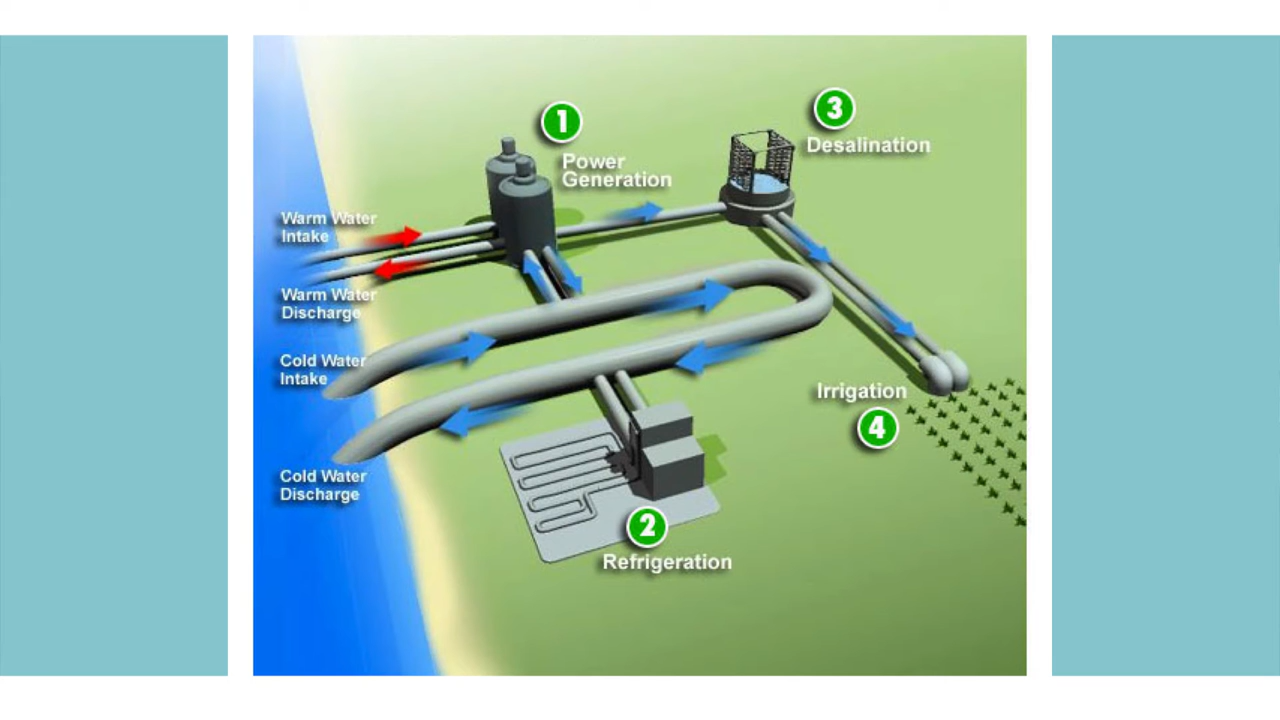 1
Power
Generation
3
Desalination
Warm Water
Intake
Warm Water
Discharge
Cold Water
Intake
Irrigation
4
Cold Water
Discharge
2
Refrigeration